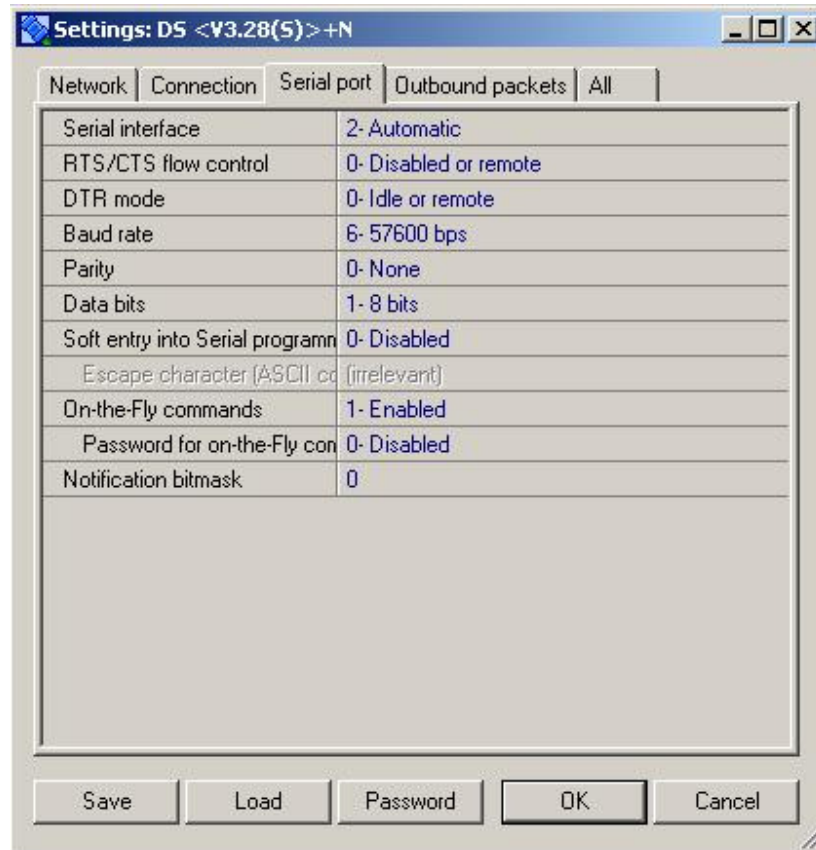 Settings: DS <V3.28(S)>+N
Network Connection Serial port Outbound packets All
Serial interface 2- Automatic
RTS/CTS flow control 0- Disabled or remote
DTR mode 0- Idle or remote
Baud rate 6- 57600 bps
Parity 0- None
Data bits 1- 8 bits
Soft entry into Serial programn 0- Disabled
Escape character (ASCII co (irrelevant)
On-the-Fly commands 1- Enabled
Password for on-the-Fly con 0- Disabled
Notification bitmask 0
Save Load Password OK Cancel